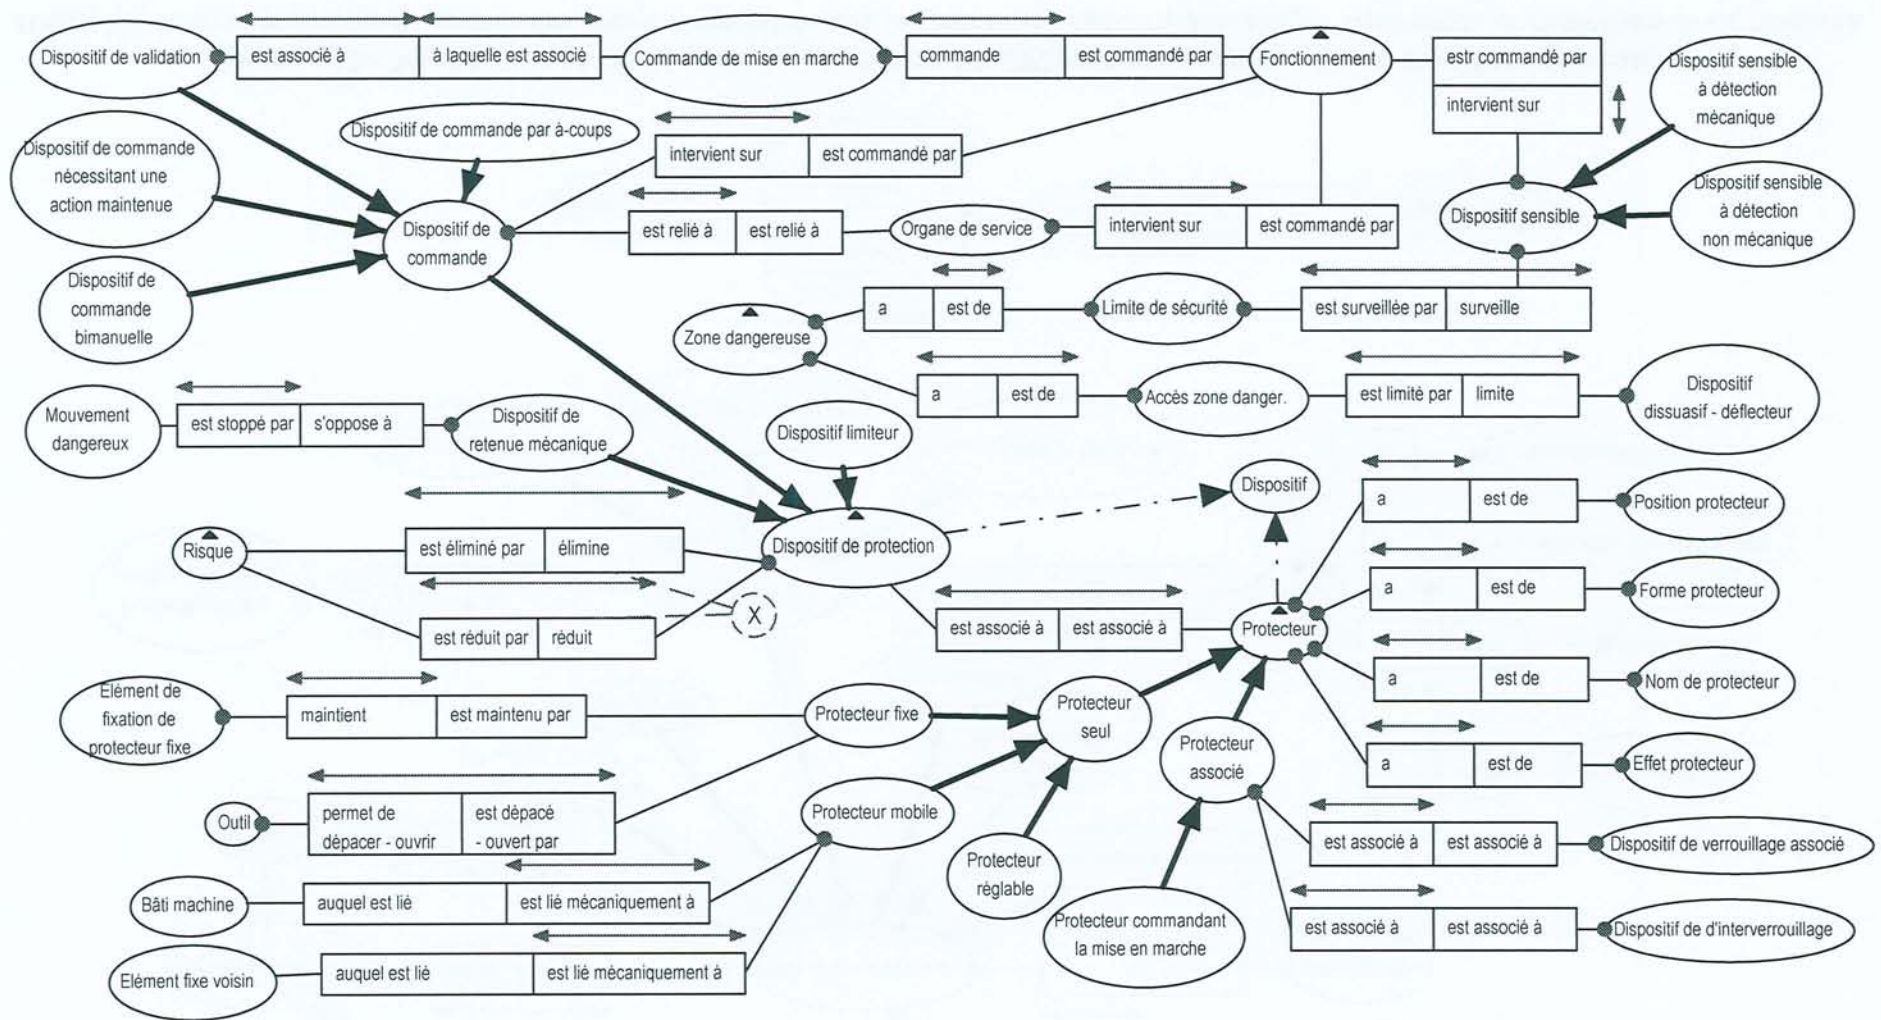 Dispositif de validation
est associé à
à laquelle est associé
Commande de mise en marche
commande
est commandé par
Fonctionnement
estr commandé par
intervient sur
Dispositif sensible
à détection
mécanique
Dispositif de commande
nécessitant une
action maintenue
Dispositif de commande par à-coups
intervient sur
est commandé par
Dispositif de
commande
est relié à
est relié à
Organe de service
intervient sur
est commandé par
Dispositif sensible
Dispositif sensible
à détection
non mécanique
Dispositif de
commande
bimanuelle
Zone dangereuse
a
est de
Limite de sécurité
est surveillée par
surveille
a
est de
Accès zone danger.
est limité par
limite
Dispositif
dissuasif - déflecteur
Mouvement
dangereux
est stoppé par
s'oppose à
Dispositif de
retenue mécanique
Dispositif limiteur
Dispositif
a
est de
Position protecteur
Risque
est éliminé par
élimine
Dispositif de protection
a
est de
Forme protecteur
est réduit par
réduit
X
est associé à
est associé à
Protecteur
a
est de
Nom de protecteur
Elément de
fixation de
protecteur fixe
maintient
est maintenu par
Protecteur fixe
Protecteur
seul
Protecteur
associé
a
est de
Effet protecteur
Outil
permet de
dépacer - ouvrir
est dépacé
- ouvert par
Protecteur mobile
Protecteur
réglable
est associé à
est associé à
Dispositif de verrouillage associé
Bâti machine
auquel est lié
est lié mécaniquement à
Protecteur commandant
la mise en marche
est associé à
est associé à
Dispositif de d'interverrouillage
Elément fixe voisin
auquel est lié
est lié mécaniquement à